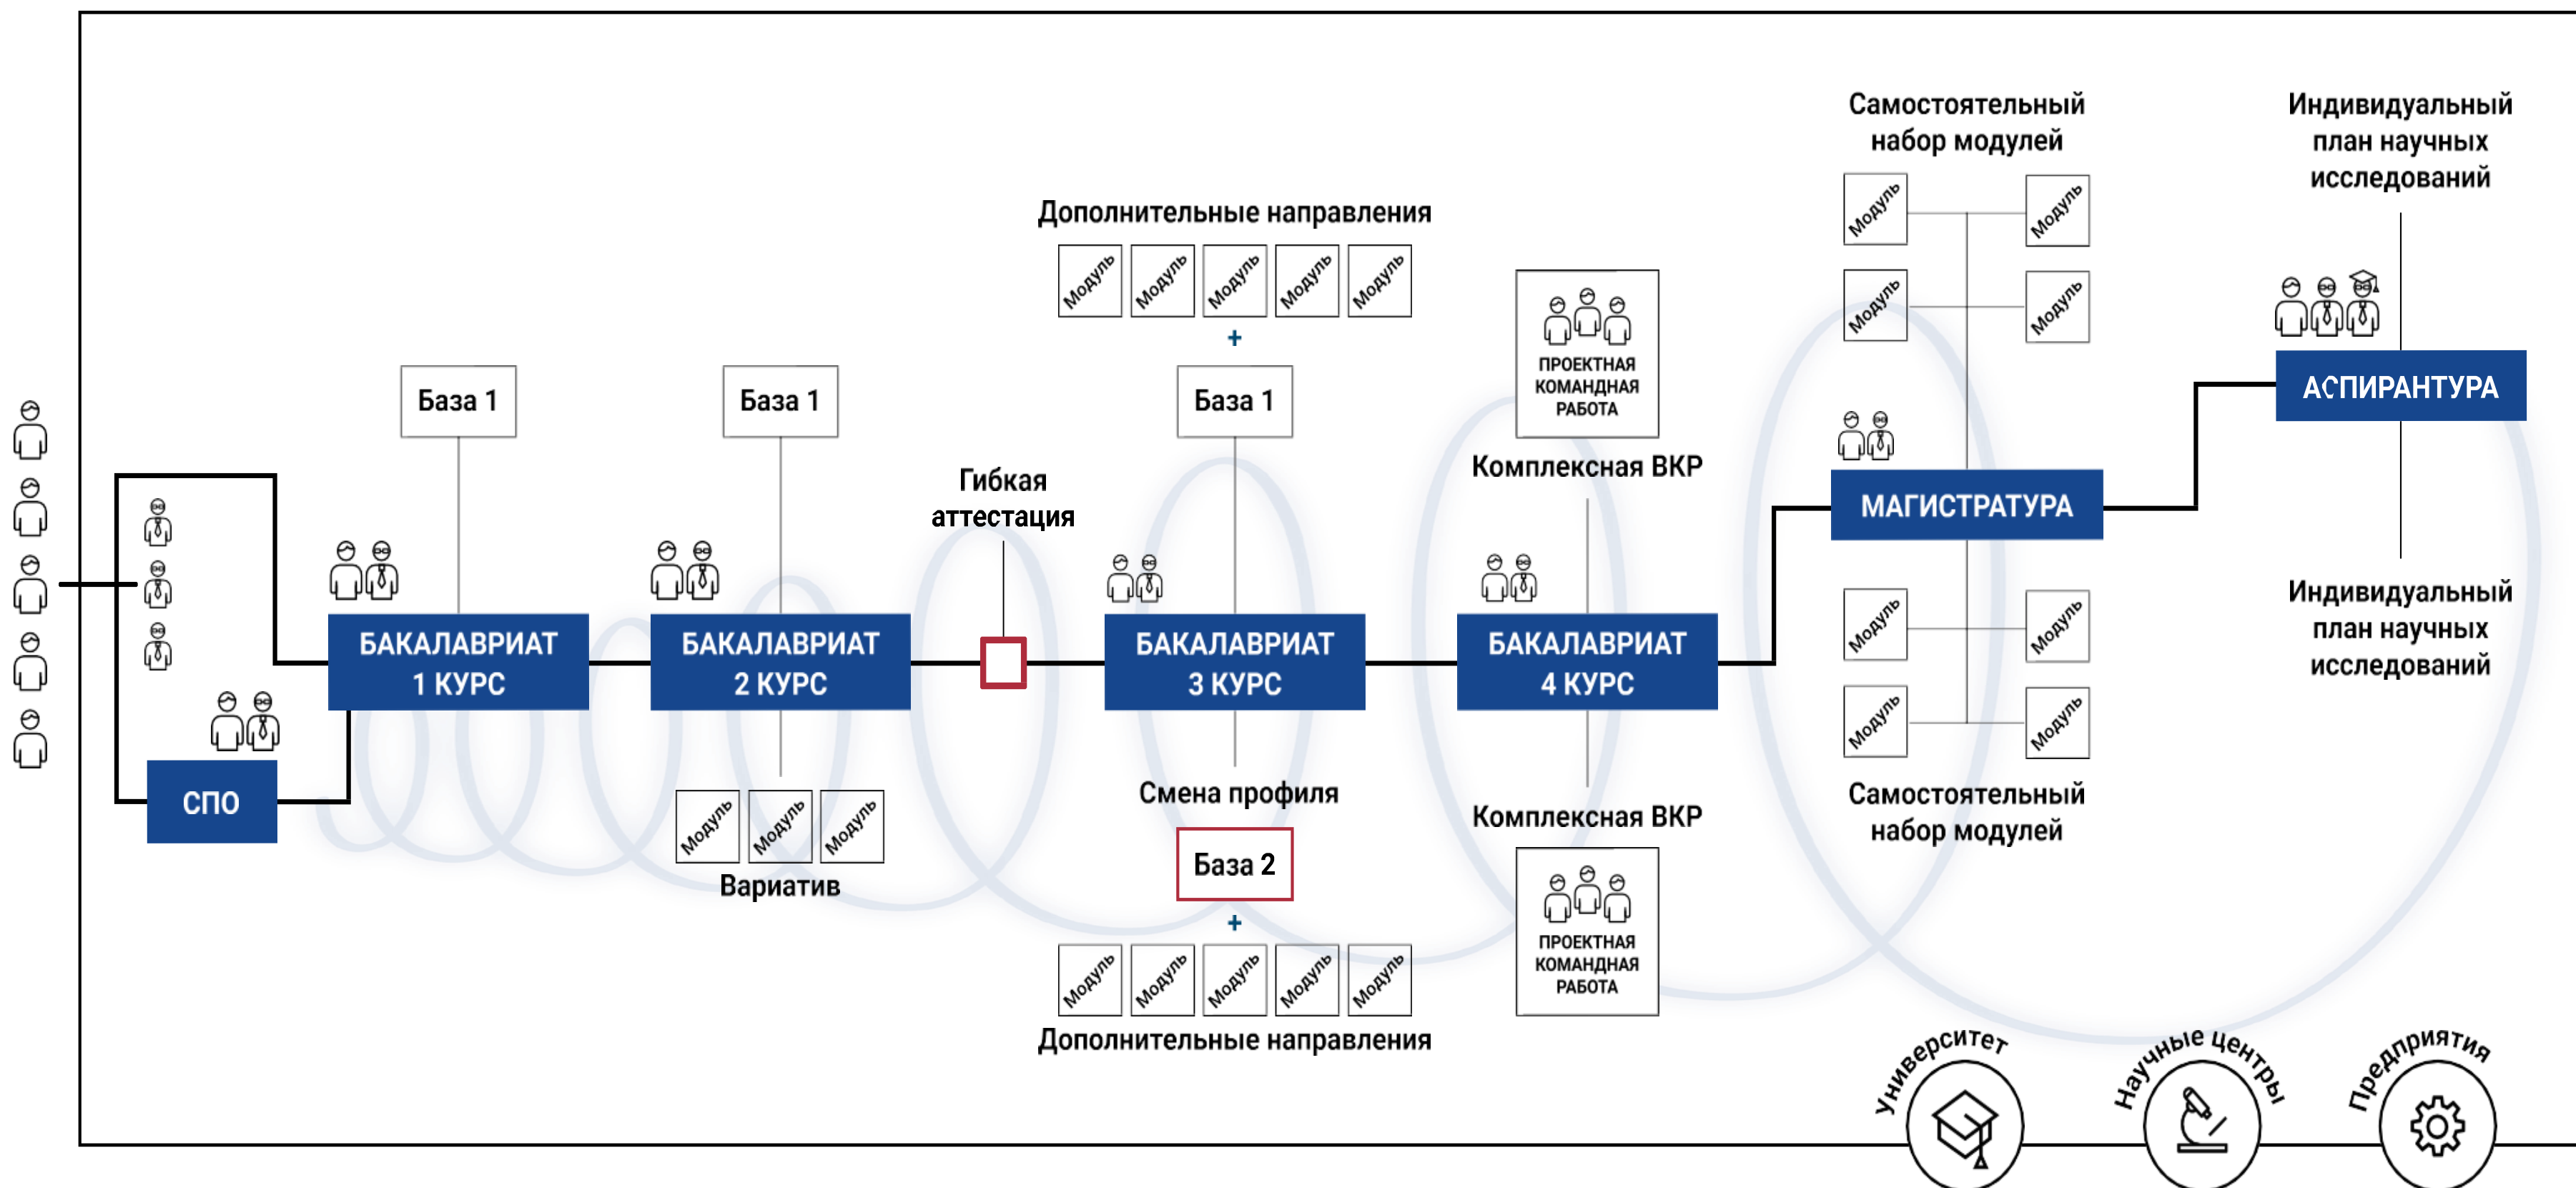 Самостоятельный
набор модулей
Модуль
Модуль
Модуль
Модуль
Индивидуальный
план научных
исследований
Дополнительные направления
Модуль
Модуль
Модуль
Модуль
Модуль
+
База 1
База 1
База 1
ПРОЕКТНАЯ
КОМАНДНАЯ
РАБОТА
Комплексная ВКР
Гибкая
аттестация
АСПИРАНТУРА
МАГИСТРАТУРА
БАКАЛАВРИАТ
1 КУРС
БАКАЛАВРИАТ
2 КУРС
БАКАЛАВРИАТ
3 КУРС
БАКАЛАВРИАТ
4 КУРС
СПО
Модуль
Модуль
Модуль
Вариатив
Смена профиля
База 2
+
Модуль
Модуль
Модуль
Модуль
Модуль
Дополнительные направления
Комплексная ВКР
ПРОЕКТНАЯ
КОМАНДНАЯ
РАБОТА
Модуль
Модуль
Модуль
Модуль
Самостоятельный
набор модулей
Индивидуальный
план научных
исследований
Университет
Научные центры
Предприятия